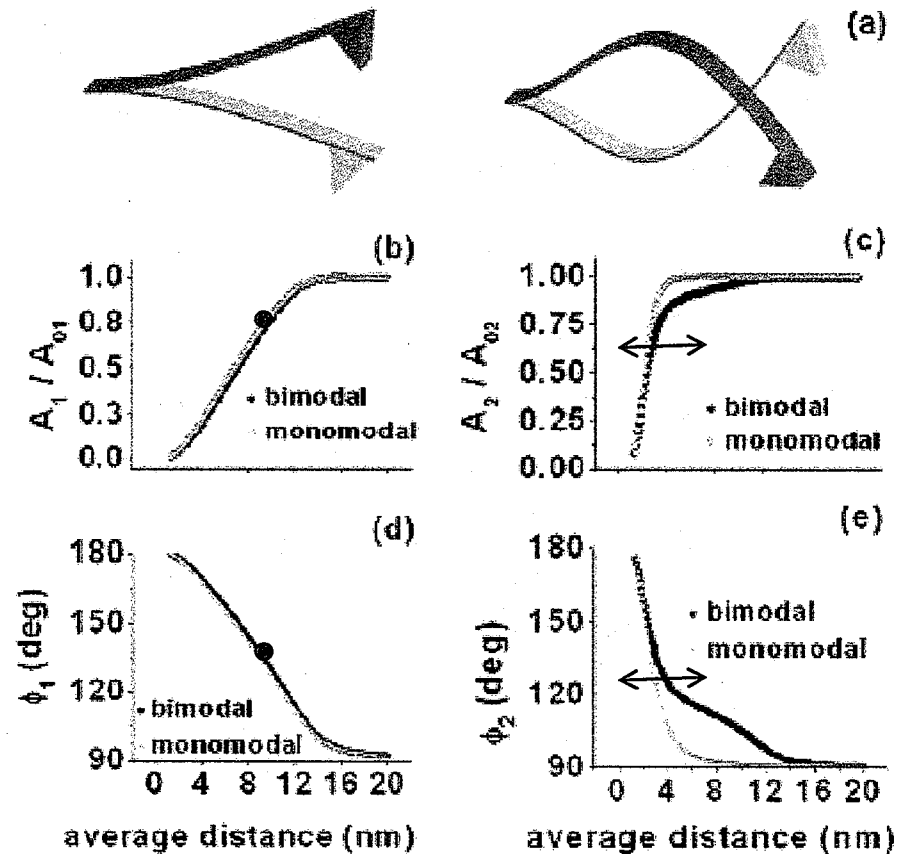 (a)
(b)
A1 / A01
1.0
0.8
0.5
0.3
0.0
bimodal
monomodal
(c)
A2 / A02
1.00
0.75
0.50
0.25
0.00
bimodal
monomodal
(d)
ϕ1 (deg)
180
150
120
90
bimodal
monomodal
0 4 8 12 16 20
average distance (nm)
(e)
ϕ2 (deg)
180
150
120
90
bimodal
monomodal
0 4 8 12 16 20
average distance (nm)